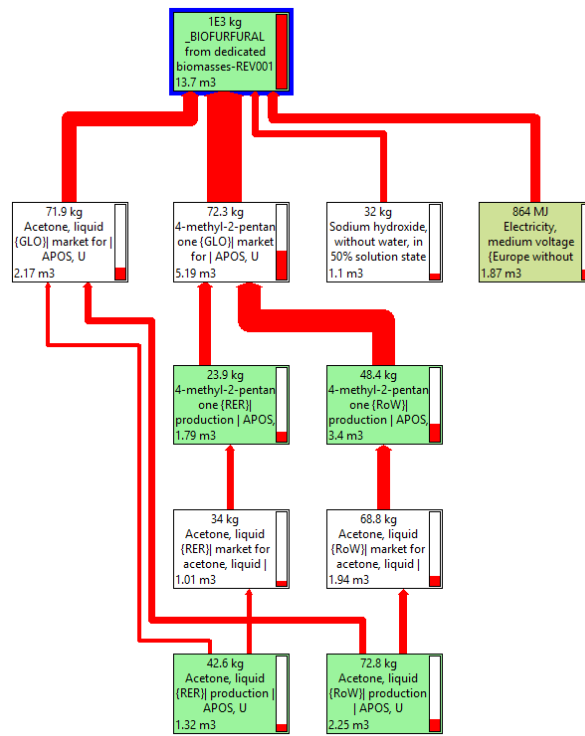 1E3 kg
_BIOFURFURAL
from dedicated
biomasses-REV001
13.7 m3
71.9 kg
Acetone, liquid
{GLO}| market for |
APOS, U
2.17 m3
72.3 kg
4-methyl-2-pentan
one {GLO}| market
for | APOS, U
5.19 m3
32 kg
Sodium hydroxide,
without water, in
50% solution state
1.1 m3
864 MJ
Electricity,
medium voltage
{Europe without
1.87 m3
23.9 kg
4-methyl-2-pentan
one {RER}|
production | APOS,
1.79 m3
48.4 kg
4-methyl-2-pentan
one {RoW}|
production | APOS,
3.4 m3
34 kg
Acetone, liquid
{RER}| market for
acetone, liquid |
1.01 m3
68.8 kg
Acetone, liquid
{RoW}| market for
acetone, liquid |
1.94 m3
42.6 kg
Acetone, liquid
{RER}| production |
APOS, U
1.32 m3
72.8 kg
Acetone, liquid
{RoW}| production
| APOS, U
2.25 m3